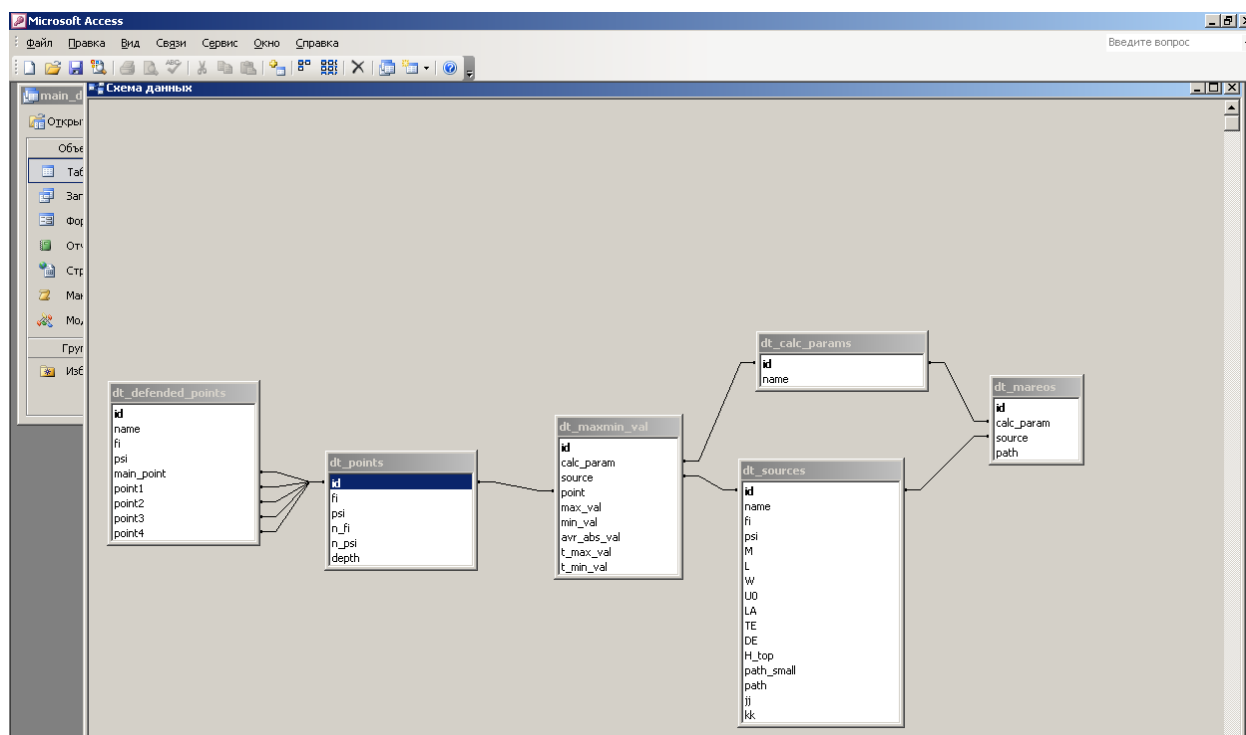 Microsoft Access
Файл Правка Вид Связи Сервис Окно Справка
Введите вопрос
main_d
Схема данных
Откры
Объе
Таб
Зап
Фор
Отч
Стр
Мак
Мод
Груп
Изб
dt_defended_points
id
name
fi
psi
main_point
point1
point2
point3
point4
dt_points
id
fi
psi
n_fi
n_psi
depth
dt_maxmin_val
id
calc_param
source
point
max_val
min_val
avr_abs_val
t_max_val
t_min_val
dt_calc_params
id
name
dt_sources
id
name
fi
psi
M
L
W
U0
LA
TE
DE
H_top
path_small
path
jj
kk
dt_mareos
id
calc_param
source
path